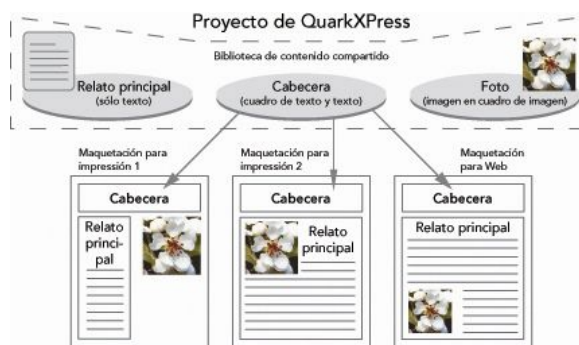 Proyecto de QuarkXPress
Biblioteca de contenido compartido
Relato principal
(sólo texto)
Cabecera
(cuadro de texto y texto)
Foto
(imagen en cuadro de imagen)
Maquetación para
impresión 1
Maquetación para
impresión 2
Maquetación
para Web
Cabecera
Cabecera
Cabecera
Relato
princi-
pal
Relato
principal
Relato principal